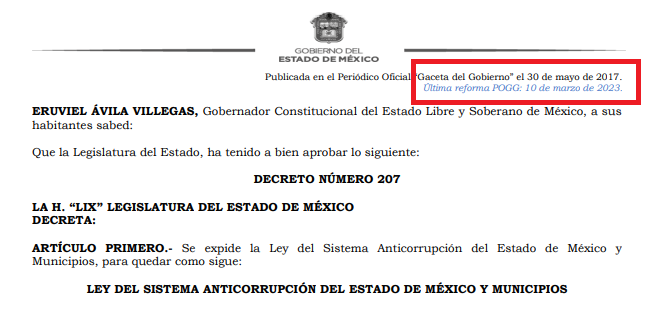 GOBIERNO DEL
ESTADO DE MÉXICO
Publicada en el Periódico Oficial “Gaceta del Gobierno” el 30 de mayo de 2017.
Última reforma POGG: 10 de marzo de 2023.
ERUVIEL ÁVILA VILLEGAS, Gobernador Constitucional del Estado Libre y Soberano de México, a sus
habitantes sabed:
Que la Legislatura del Estado, ha tenido a bien aprobar lo siguiente:
DECRETO NÚMERO 207
LA H. “LIX” LEGISLATURA DEL ESTADO DE MÉXICO
DECRETA:
ARTÍCULO PRIMERO.- Se expide la Ley del Sistema Anticorrupción del Estado de México y
Municipios, para quedar como sigue:
LEY DEL SISTEMA ANTICORRUPCIÓN DEL ESTADO DE MÉXICO Y MUNICIPIOS